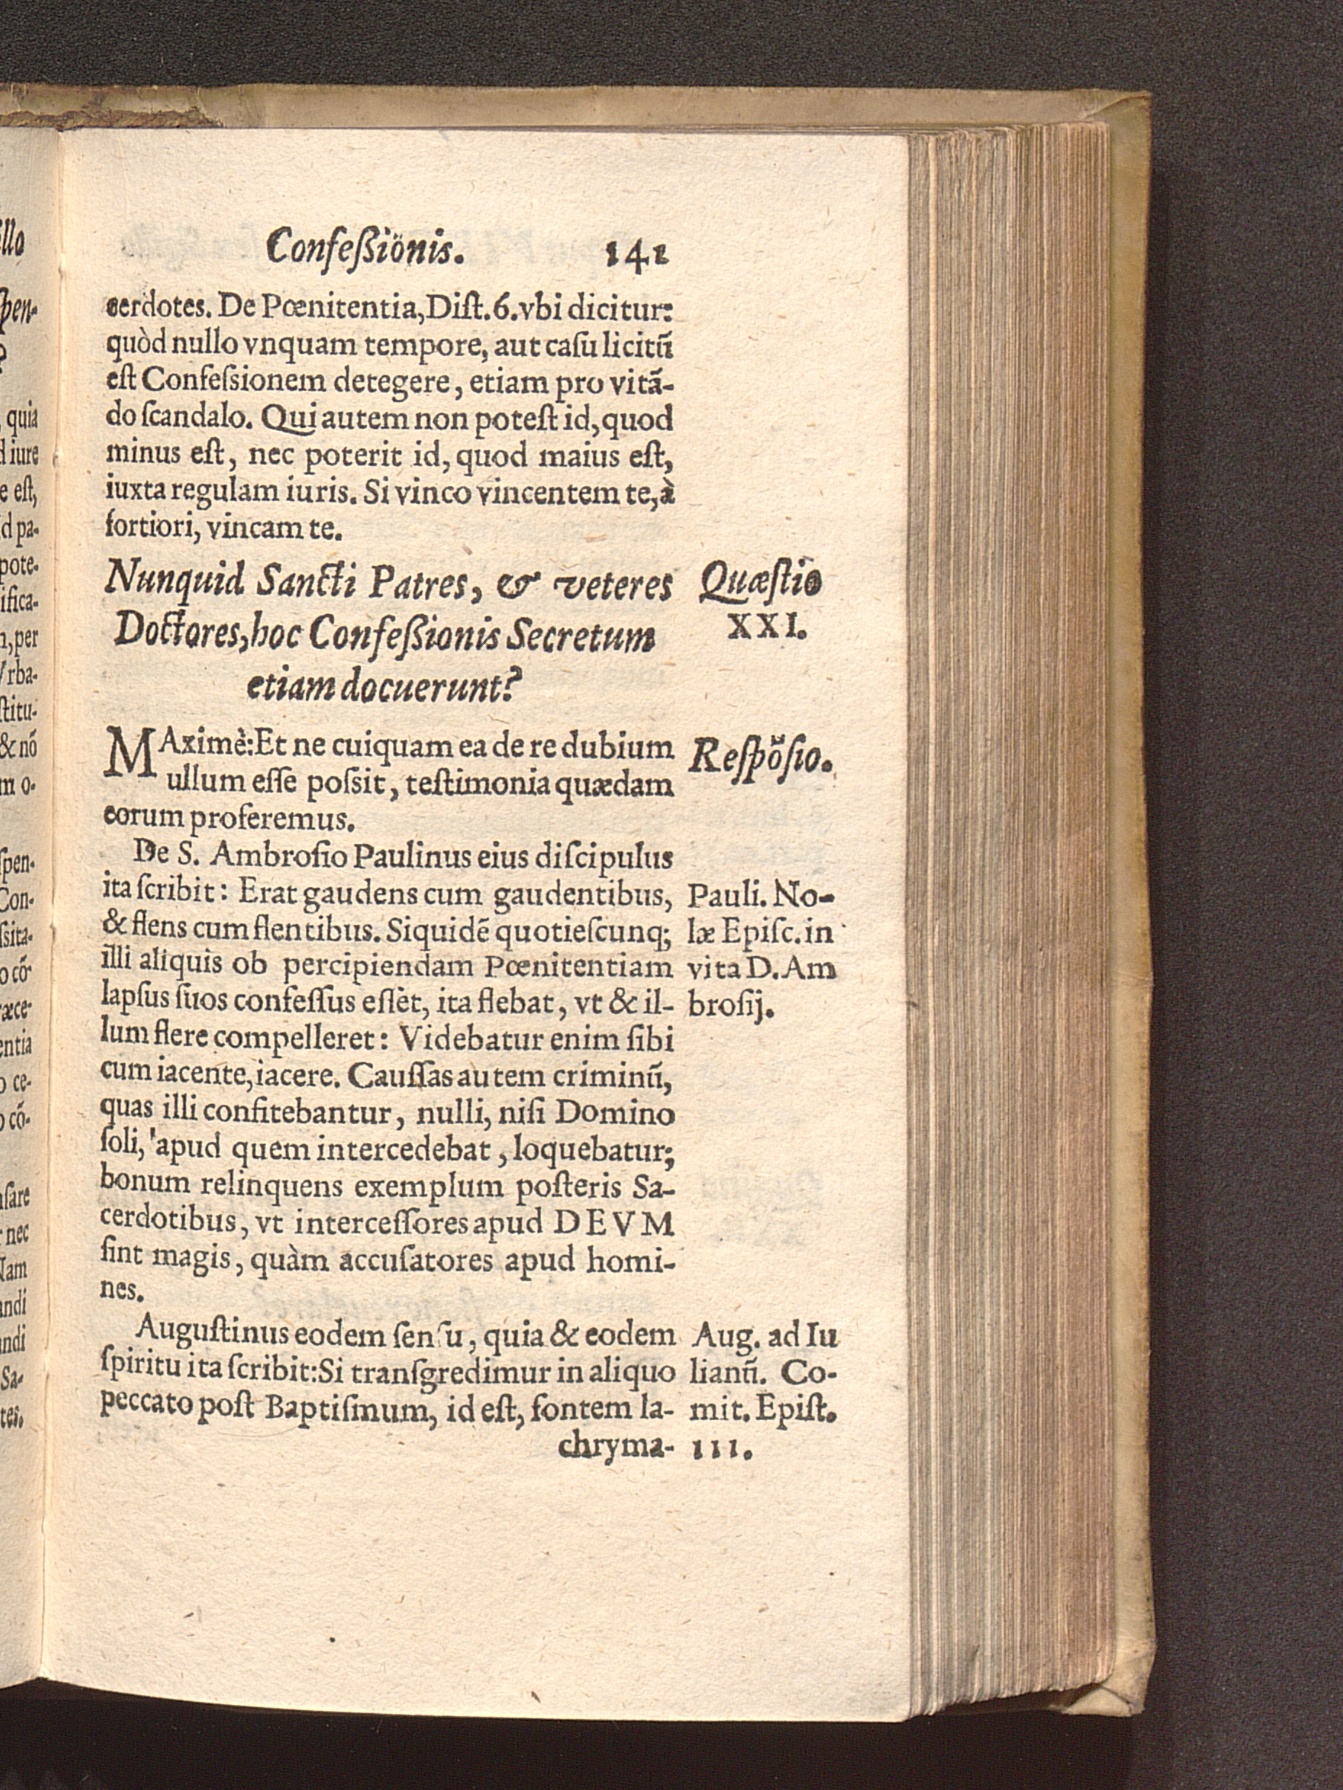 Confeßiönis. 141
cerdotes. De Pœnitentia, Dist. 6. vbi dicitur:
quòd nullo vnquam tempore, aut casu licitũ
est Confessionem detegere, etiam pro vitã-
do scandalo. Qui autem non potest id, quod
minus est, nec poterit id, quod maius est,
iuxta regulam iuris. Si vinco vincentem te, à
fortiori, vincam te.
Nunquid Sancti Patres, & veteres
Doctores, hoc Confeßionis Secretum
etiam docuerunt?
Quæstio
XXI.
MAximè: Et ne cuiquam ea de re dubium
ullum esse possit, testimonia quædam
eorum proferemus.
Respõsio.
De S. Ambrosio Paulinus eius discipulus
ita scribit: Erat gaudens cum gaudentibus,
& flens cum flentibus. Siquidẽ quotiescunq;
illi aliquis ob percipiendam Pœnitentiam
lapsus suos confessus essèt, ita flebat, vt & il-
lum flere compelleret: Videbatur enim sibi
cum iacente, iacere. Caussas autem criminũ,
quas illi confitebantur, nulli, nisi Domino
soli, 'apud quem intercedebat, loquebatur;
bonum relinquens exemplum posteris Sa-
cerdotibus, vt intercessores apud DEVM
sint magis, quàm accusatores apud homi-
nes.
Pauli. No-
læ Episc. in
vita D. Am
brosij.
Augustinus eodem sensu, quia & eodem
spiritu ita scribit: Si transgredimur in aliquo
peccato post Baptismum, id est, fontem la-
chryma-
Aug. ad Iu
lianũ. Co-
mit. Epist.
111.